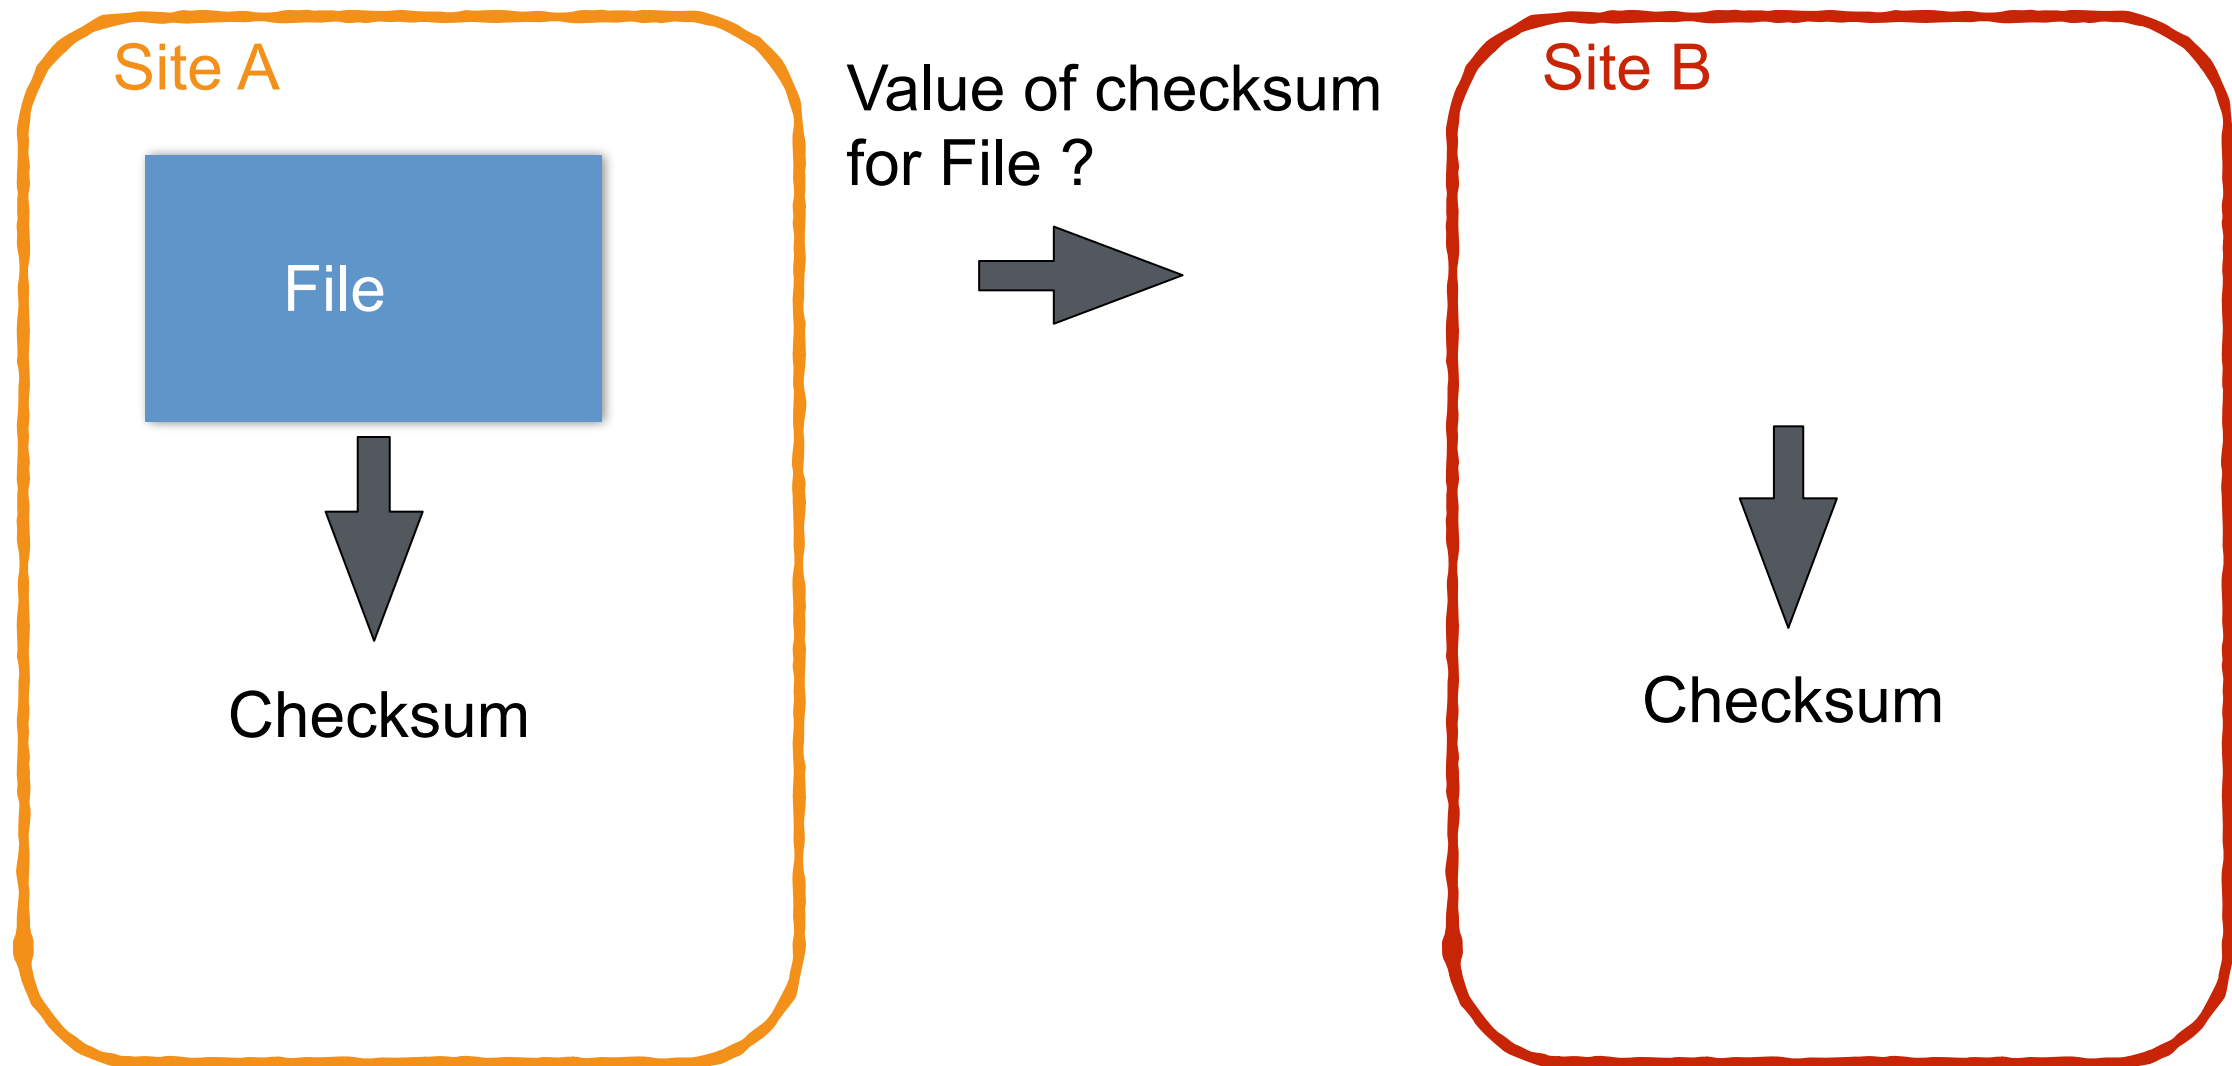 Site A
File
Checksum
Value of checksum
for File ?
Site B
Checksum